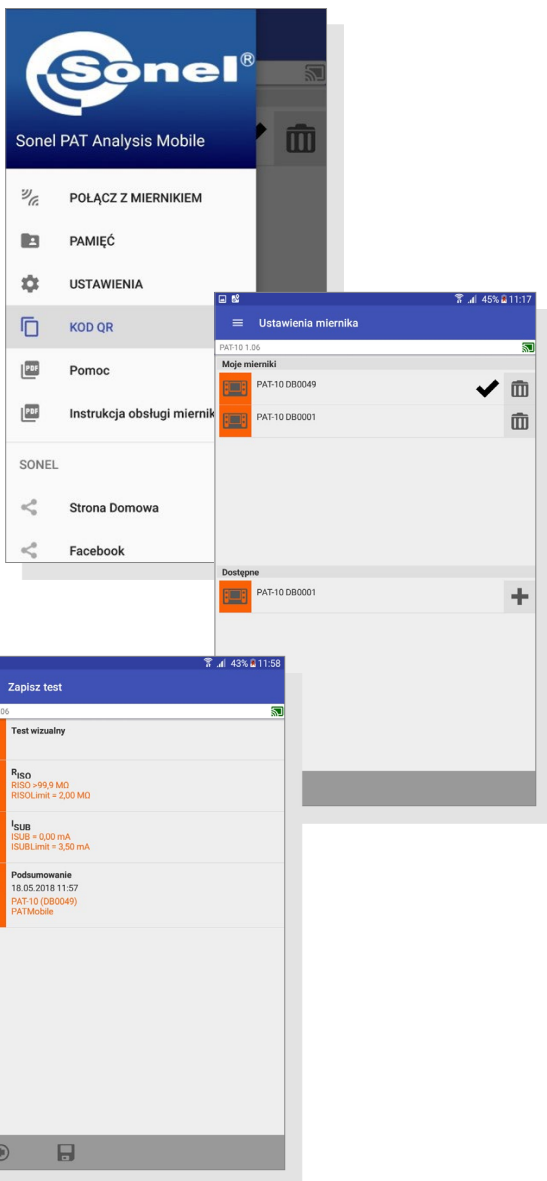 Sonel®
Sonel PAT Analysis Mobile
POŁĄCZ Z MIERNIKIEM
PAMIĘĆ
USTAWIENIA
KOD QR
PDF
Pomoc
PDF
Instrukcja obsługi miernik
SONEL
Strona Domowa
Facebook
45% 11:17
Ustawienia miernika
PAT-10 1.06
Moje mierniki
PAT-10 DB0049
PAT-10 DB0001
Dostępne
PAT-10 DB0001
43% 11:58
Zapisz test
06
Test wizualny
RISO
RISO >99,9 MΩ
RISOLimit = 2,00 MΩ
ISUB
ISUB = 0,00 mA
ISUBLimit = 3,50 mA
Podsumowanie
18.05.2018 11:57
PAT-10 (DB0049)
PATMobile